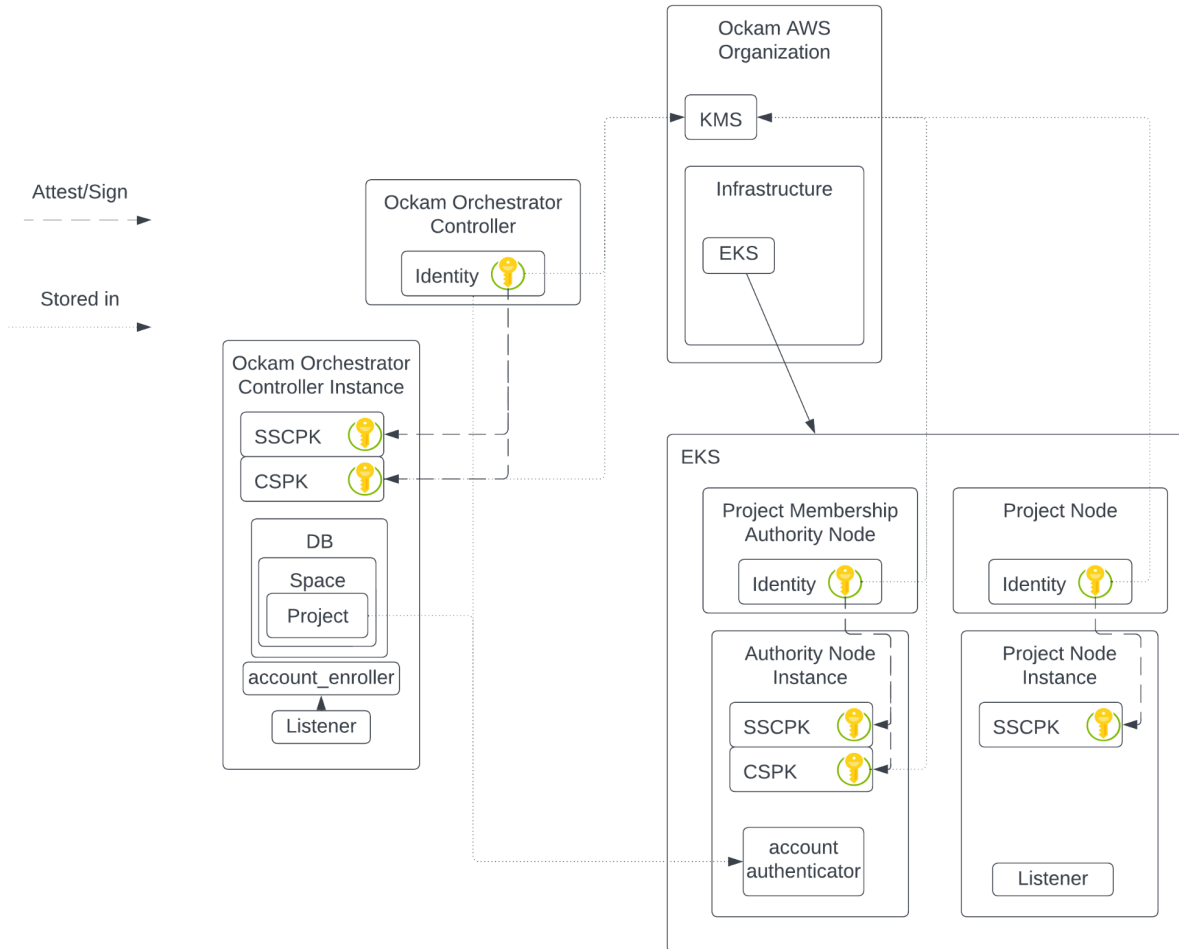 Ockam AWS
Organization
KMS
Infrastructure
EKS
Attest/Sign
Stored in
Ockam Orchestrator
Controller
Identity
Ockam Orchestrator
Controller Instance
SSCPK
CSPK
DB
Space
Project
account_enroller
Listener
EKS
Project Membership
Authority Node
Identity
Authority Node
Instance
SSCPK
CSPK
account
authenticator
Project Node
Identity
Project Node
Instance
SSCPK
Listener